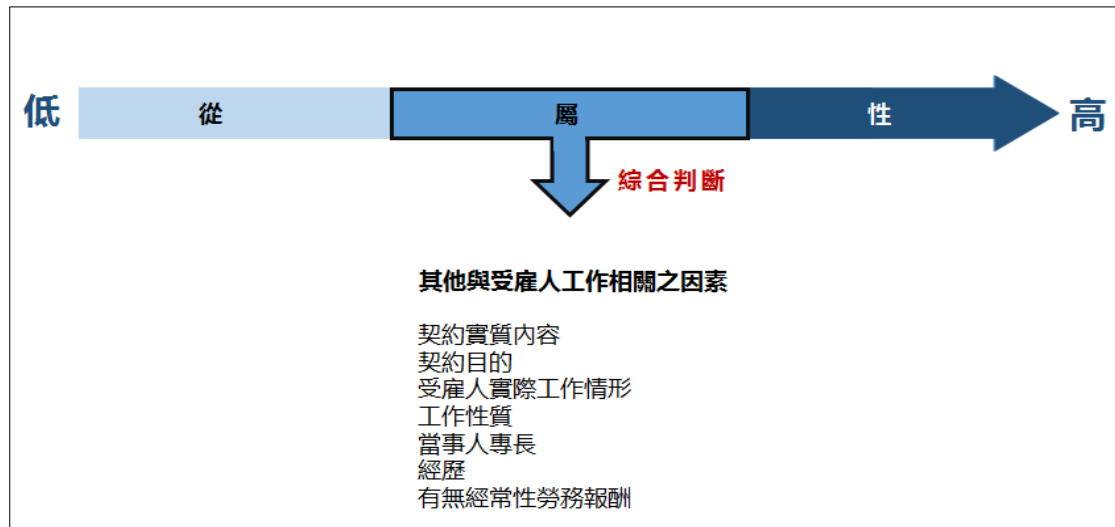 低 從 屬 性 高
綜合判斷
其他與受雇人工作相關之因素
契約實質內容
契約目的
受雇人實際工作情形
工作性質
當事人專長
經歷
有無經常性勞務報酬